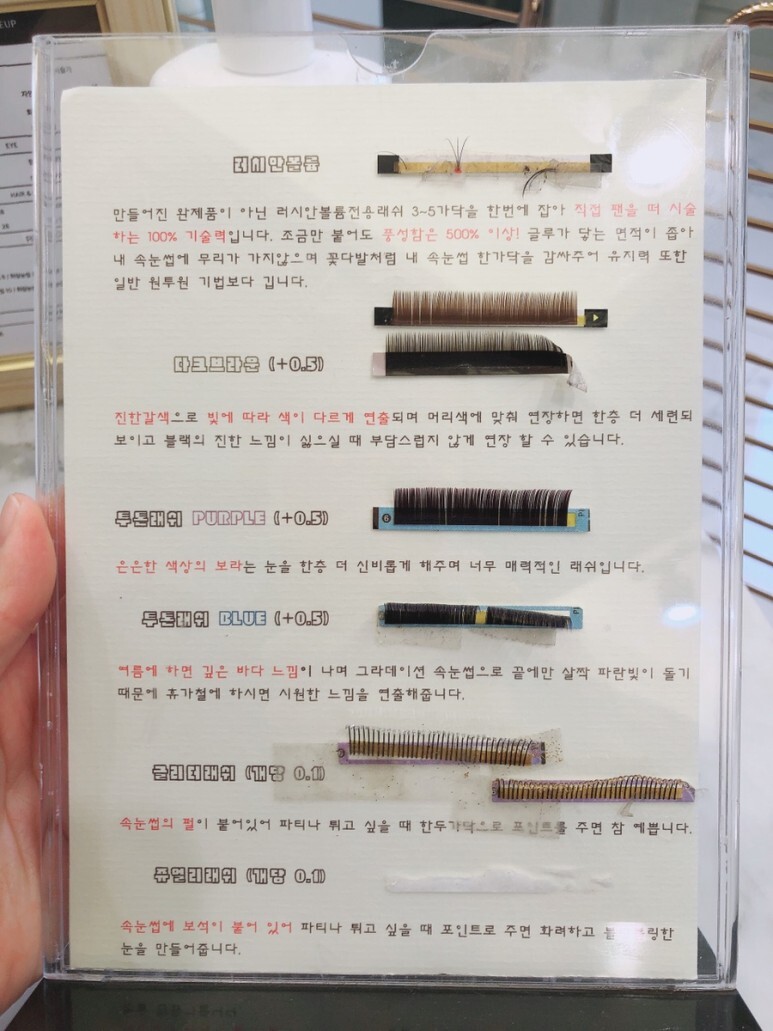 EUP
EYE
HAIR &
러시안볼륨
만들어진 완제품이 아닌 러시안볼륨전용래쉬 3~5가닥을 한번에 잡아 직접 팬을 떠 시술
하는 100% 기술력입니다. 조금만 붙어도 풍성함은 500% 이상! 글루가 닿는 면적이 좁아
내 속눈썹에 무리가 가지않으며 꽃다발처럼 내 속눈썹 한가닥을 감싸주어 유지력 또한
일반 원투원 기법보다 깁니다.
다크브라운 (+0.5)
진한갈색으로 빛에 따라 색이 다르게 연출되며 머리색에 맞춰 연장하면 한층 더 세련되
보이고 블랙의 진한 느낌이 싫으실 때 부담스럽지 않게 연장 할 수 있습니다.
투톤래쉬 PURPLE (+0.5)
은은한 색상의 보라는 눈을 한층 더 신비롭게 해주며 너무 매력적인 래쉬입니다.
투톤래쉬 BLUE (+0.5)
여름에 하면 깊은 바다 느낌이 나며 그라데이션 속눈썹으로 끝에만 살짝 파란빛이 돌기
때문에 휴가철에 하시면 시원한 느낌을 연출해줍니다.
글리터래쉬 (개당 0.1)
속눈썹의 펄이 붙어있어 파티나 튀고 싶을 때 한두가닥으로 포인트를 주면 참 예쁩니다.
쥬얼리래쉬 (개당 0.1)
속눈썹에 보석이 붙어 있어 파티나 튀고 싶을 때 포인트로 주면 화려하고 블링한
눈을 만들어줍니다.